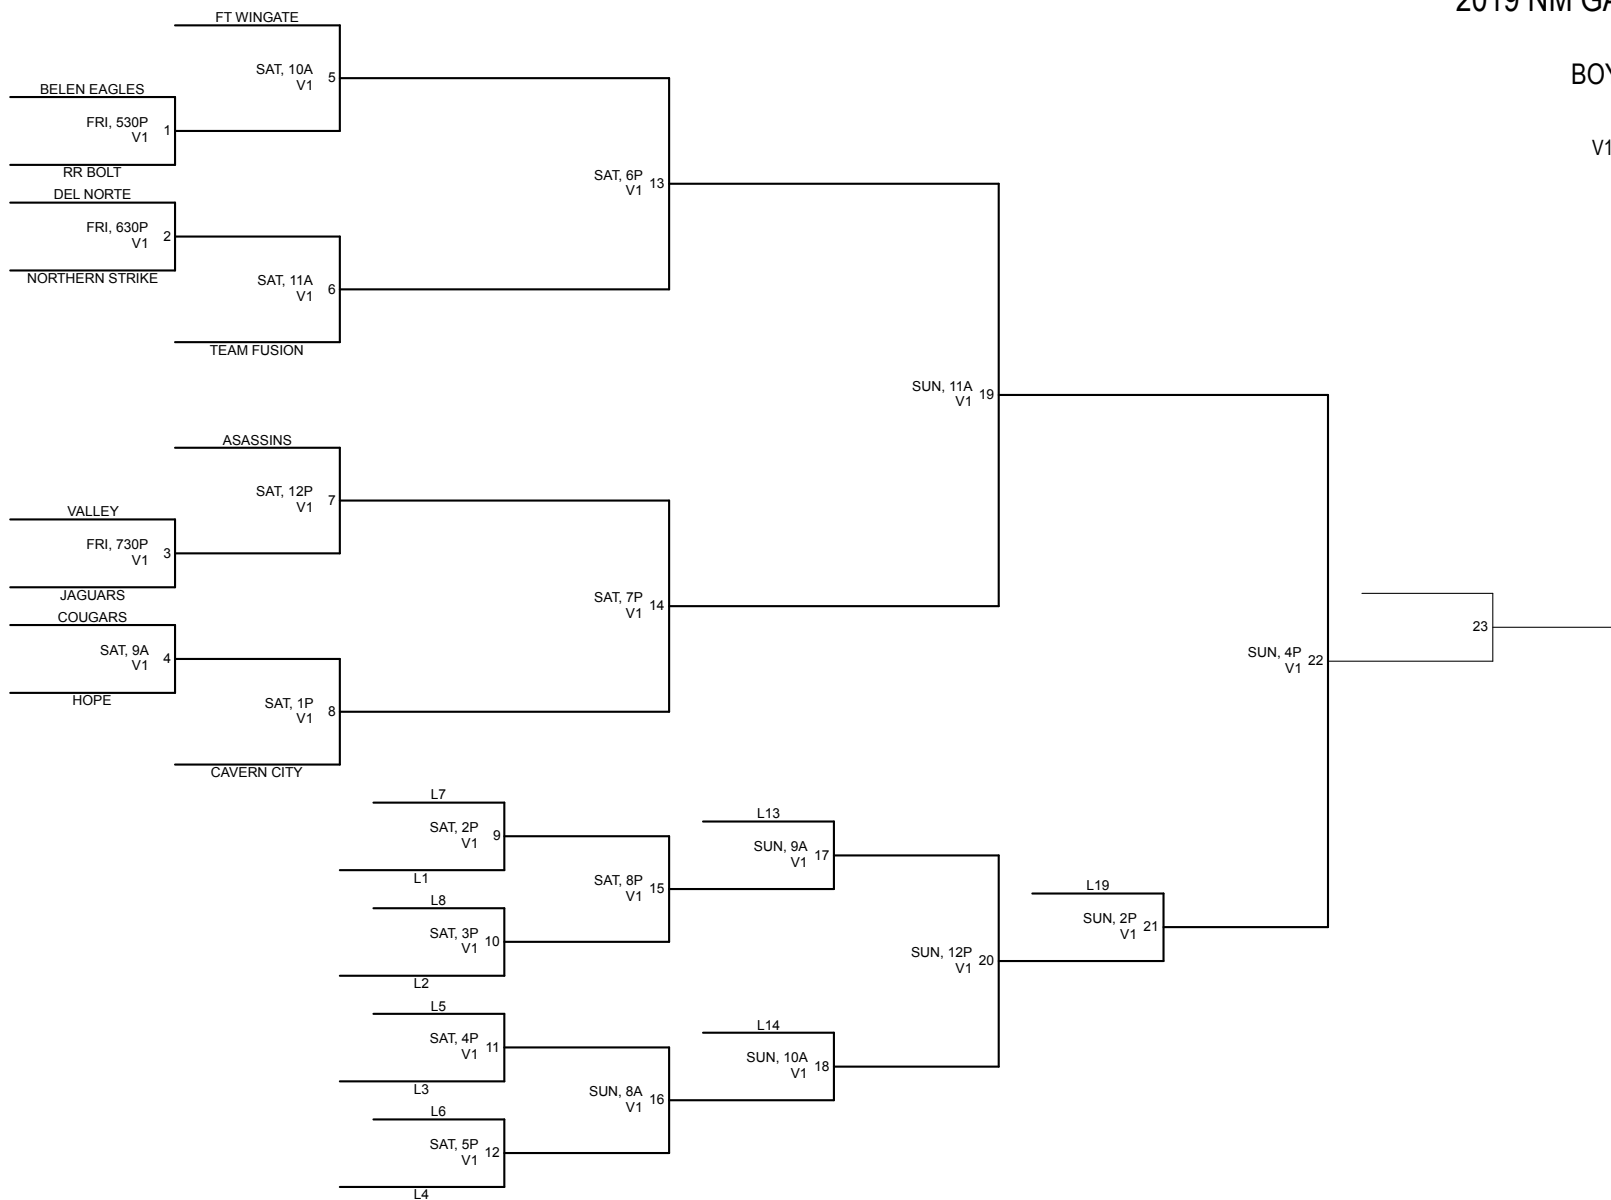 2019 NM GA
BOY
V1
FT WINGATE
SAT, 10A
V1 5
BELEN EAGLES
FRI, 530P
V1 1
RR BOLT
DEL NORTE
FRI, 630P
V1 2
NORTHERN STRIKE
SAT, 11A
V1 6
TEAM FUSION
SAT, 6P
V1 13
ASASSINS
SAT, 12P
V1 7
VALLEY
FRI, 730P
V1 3
JAGUARS
COUGARS
SAT, 9A
V1 4
HOPE
SAT, 1P
V1 8
CAVERN CITY
SAT, 7P
V1 14
SUN, 11A
V1 19
SUN, 4P
V1 22
23
L7
SAT, 2P
V1 9
L1
L8
SAT, 3P
V1 10
L2
SAT, 8P
V1 15
L5
SAT, 4P
V1 11
L3
L6
SAT, 5P
V1 12
L4
SUN, 8A
V1 16
L13
SUN, 9A
V1 17
L14
SUN, 10A
V1 18
SUN, 12P
V1 20
L19
SUN, 2P
V1 21